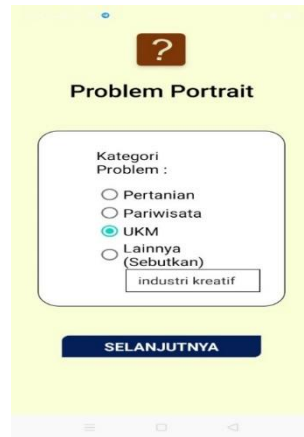 ?
Problem Portrait
Kategori
Problem :
Pertanian
Pariwisata
UKM
Lainnya
(Sebutkan)
industri kreatif
SELANJUTNYA